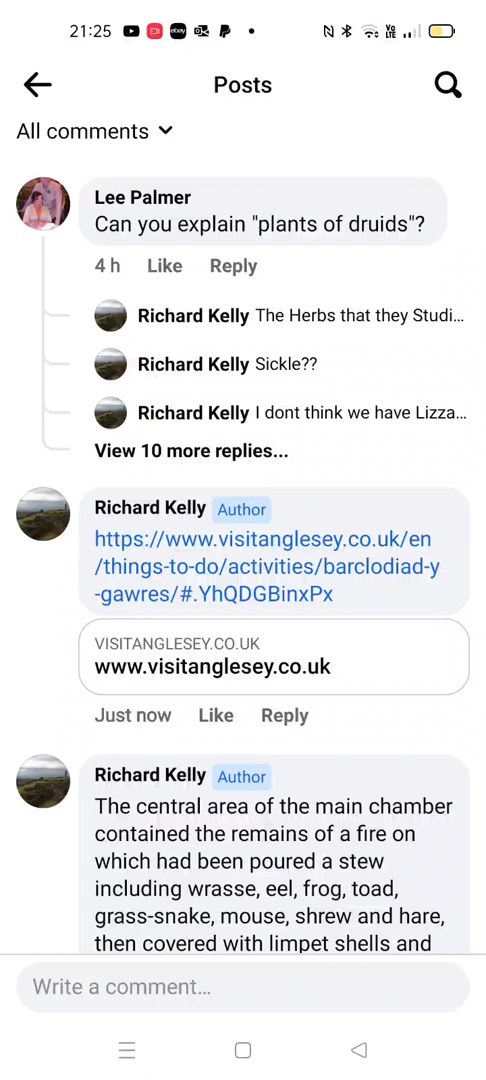 21:25
Posts
All comments
Lee Palmer
Can you explain "plants of druids"?
4 h Like Reply
Richard Kelly The Herbs that they Studi...
Richard Kelly Sickle??
Richard Kelly I dont think we have Lizza...
View 10 more replies...
Richard Kelly Author
https://www.visitanglesey.co.uk/en
/things-to-do/activities/barclodiad-y
-gawres/#.YhQDGBinxPx
VISITANGLESEY.CO.UK
www.visitanglesey.co.uk
Just now Like Reply
Richard Kelly Author
The central area of the main chamber
contained the remains of a fire on
which had been poured a stew
including wrasse, eel, frog, toad,
grass-snake, mouse, shrew and hare,
then covered with limpet shells and
Write a comment...